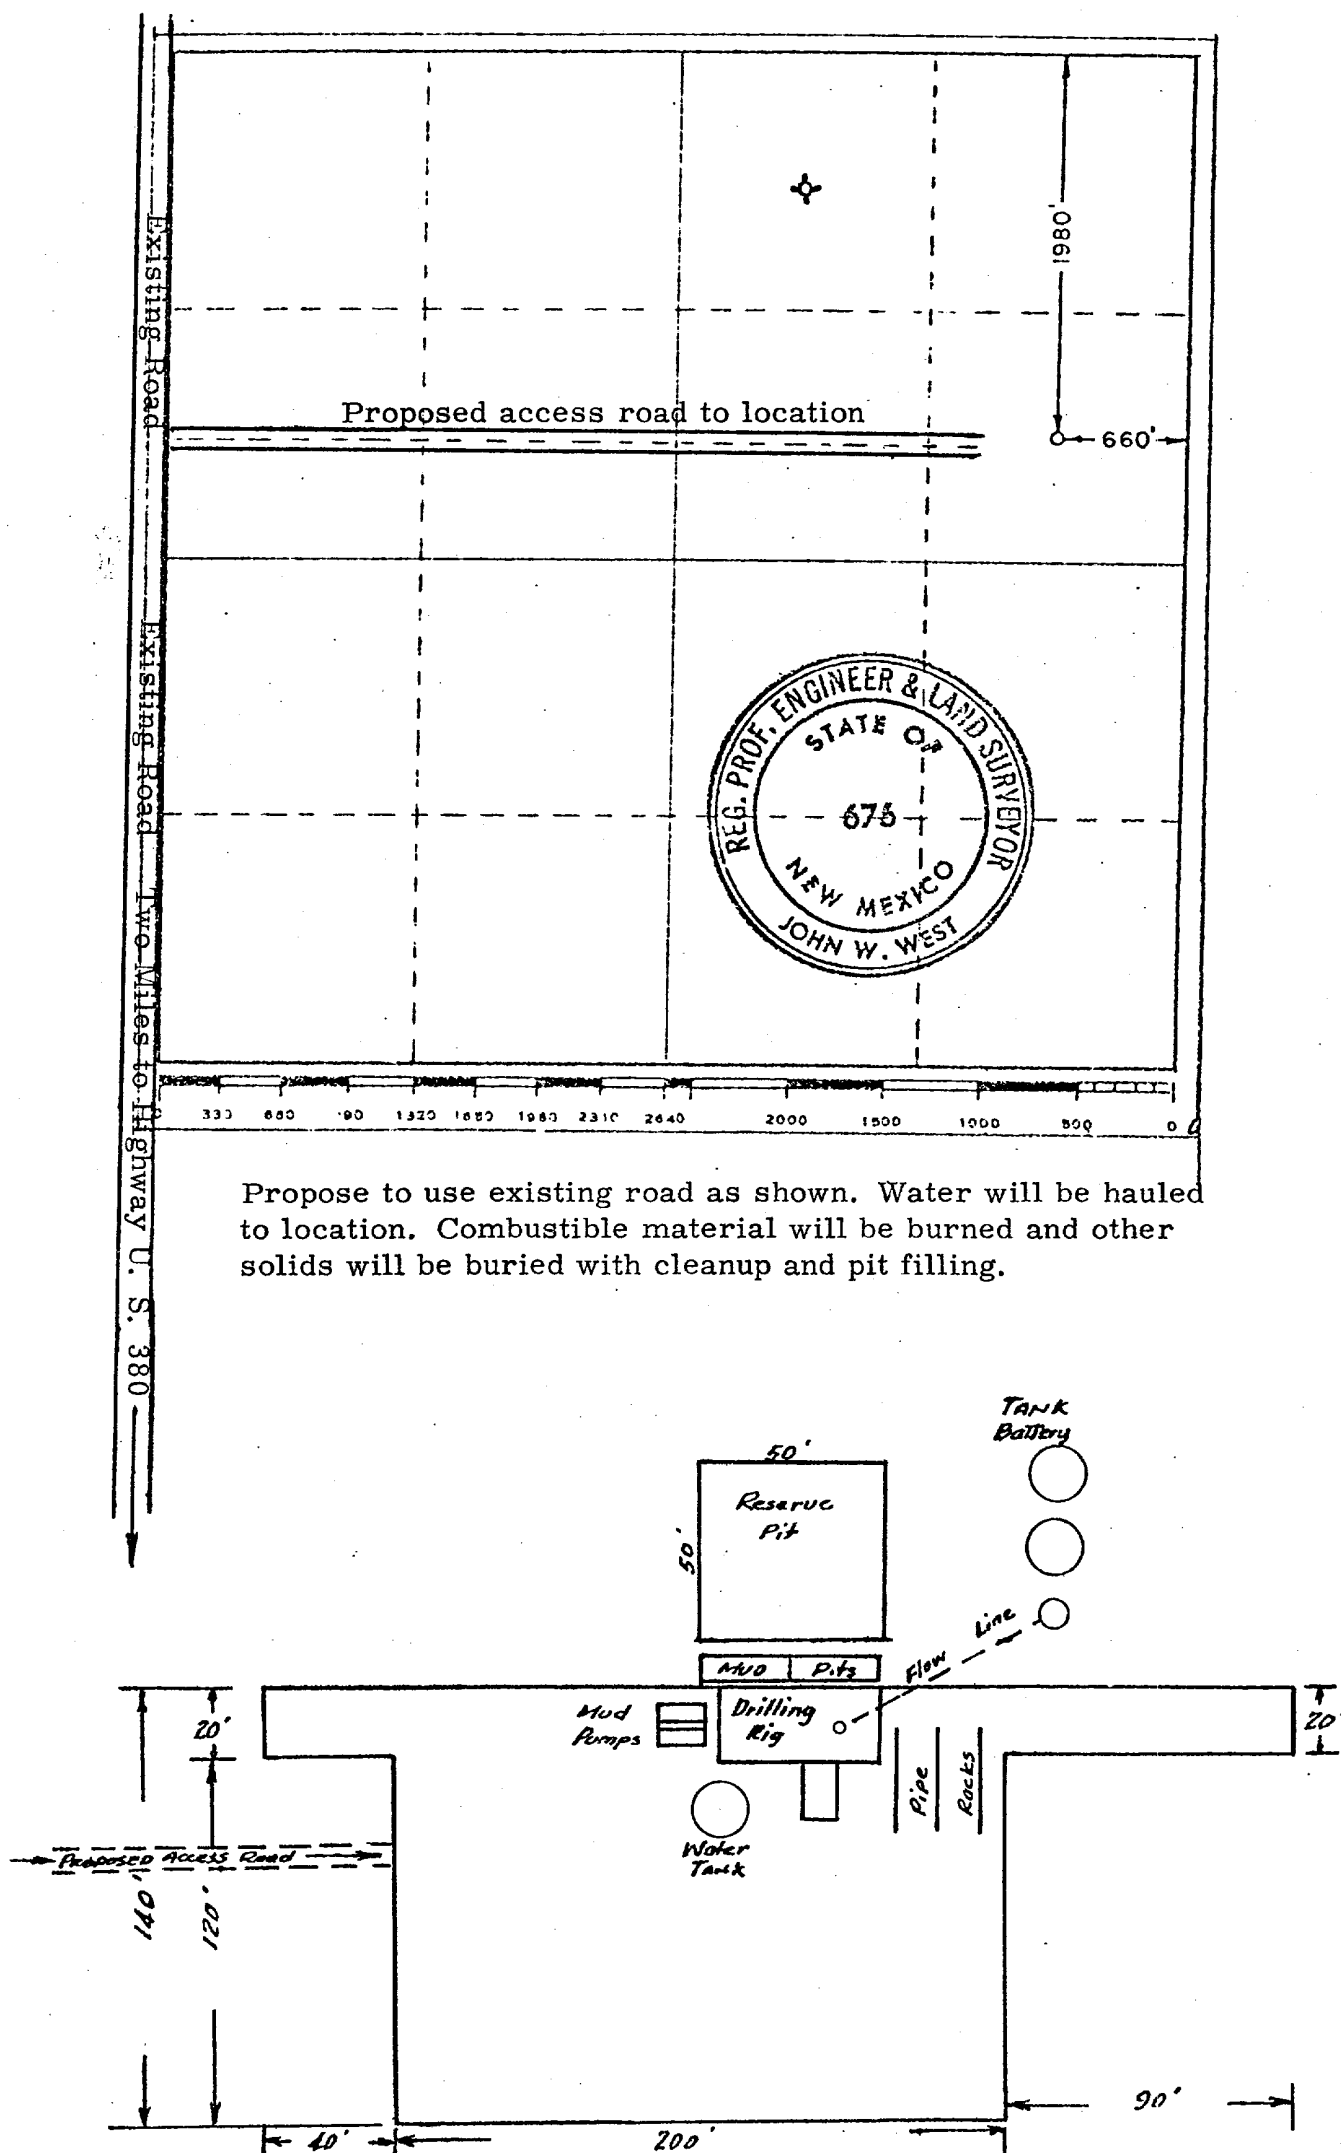 Existing Road
Existing Road Two Miles to Highway U. S. 380
1980'
Proposed access road to location
660'
REG. PROF. ENGINEER & LAND SURVEYOR
STATE OF
676
NEW MEXICO
JOHN W. WEST
0 330 660 990 1320 1650 1980 2310 2640 2000 1500 1000 500 0
Propose to use existing road as shown. Water will be hauled
to location. Combustible material will be burned and other
solids will be buried with cleanup and pit filling.
TANK
Battery
50'
Reserve
Pit
50'
Flow Line
Mud Pits
Mud
Pumps
Drilling
Rig
20'
20'
Pipe
Racks
Water
Tank
Proposed Access Road
140'
120'
90'
40'
200'